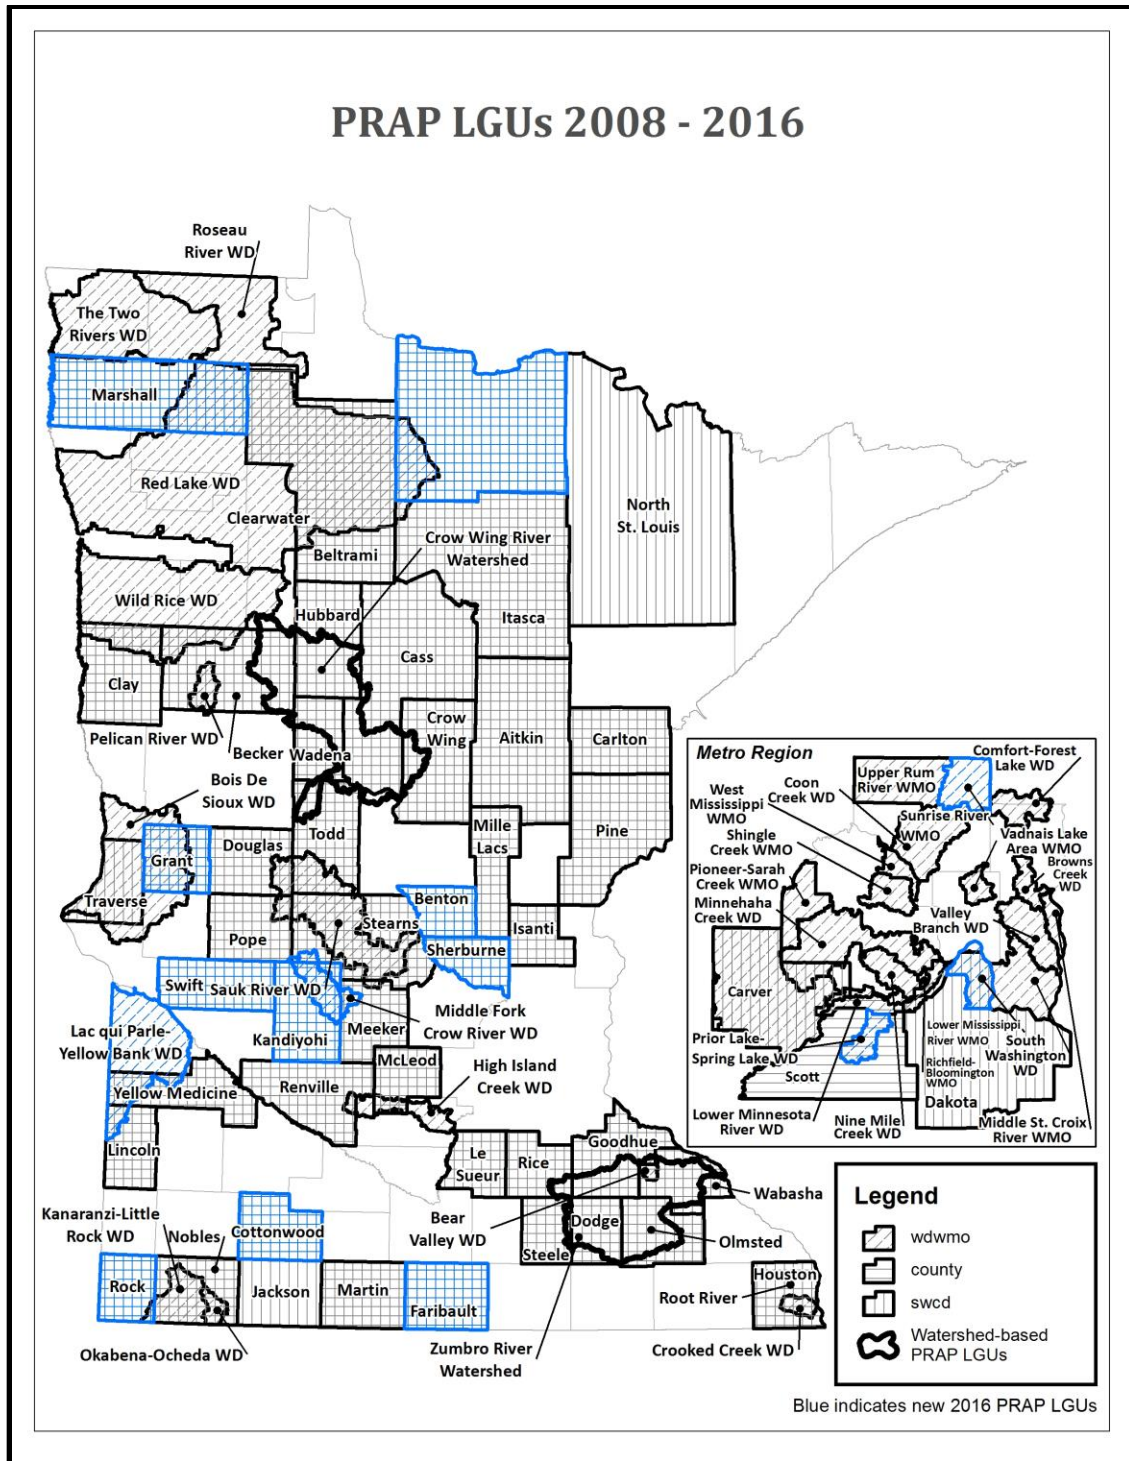 PRAP LGUs 2008 - 2016
Roseau
River WD
The Two
Rivers WD
Marshall
Red Lake WD
Clearwater
North
St. Louis
Beltrami
Crow Wing River
Watershed
Wild Rice WD
Hubbard
Itasca
Cass
Clay
Crow
Wing
Aitkin
Carlton
Pelican River WD
Becker
Wadena
Bois De
Sioux WD
Todd
Mille
Lacs
Pine
Grant
Douglas
Traverse
Benton
Stearns
Isanti
Pope
Sherburne
Swift
Sauk River WD
Middle Fork
Crow River WD
Meeker
Kandiyohi
Lac qui Parle-
Yellow Bank WD
McLeod
High Island
Creek WD
Renville
Yellow Medicine
Lincoln
Le
Sueur
Rice
Goodhue
Wabasha
Kanaranzi-Little
Rock WD
Nobles
Cottonwood
Bear
Valley WD
Dodge
Steele
Olmsted
Rock
Jackson
Martin
Faribault
Houston
Root River
Okabena-Ocheda WD
Zumbro River
Watershed
Crooked Creek WD
Metro Region
Comfort-Forest
Lake WD
Upper Rum
River WMO
Coon
Creek WD
West
Mississippi
WMO
Sunrise River
WMO
Shingle
Creek WMO
Vadnais Lake
Area WMO
Browns
Creek
WD
Pioneer-Sarah
Creek WMO
Minnehaha
Creek WD
Valley
Branch WD
Carver
Prior Lake-
Spring Lake WD
Lower Mississippi
River WMO
South
Washington
WD
Scott
Richfield-
Bloomington
WMO
Dakota
Lower Minnesota
River WD
Nine Mile
Creek WD
Middle St. Croix
River WMO
Legend
wdwmo
county
swcd
Watershed-based
PRAP LGUs
Blue indicates new 2016 PRAP LGUs